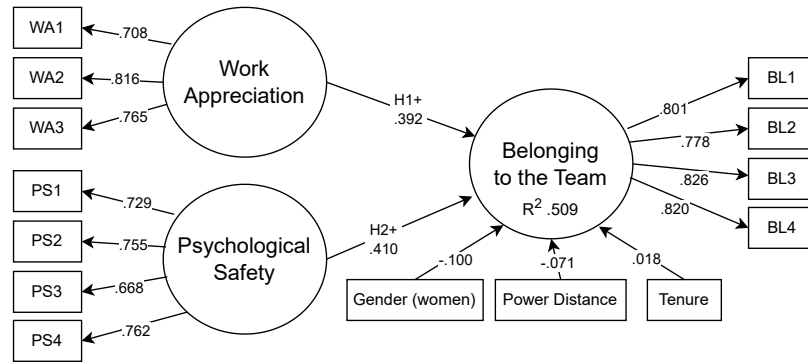 WA1
.708
WA2
.816
WA3
.765
Work
Appreciation
H1+
.392
PS1
.729
PS2
.755
PS3
.668
PS4
.762
Psychological
Safety
H2+
.410
Belonging
to the Team
R² .509
.801
BL1
.778
BL2
.826
BL3
.820
BL4
-.100
-.071
.018
Gender (women)
Power Distance
Tenure